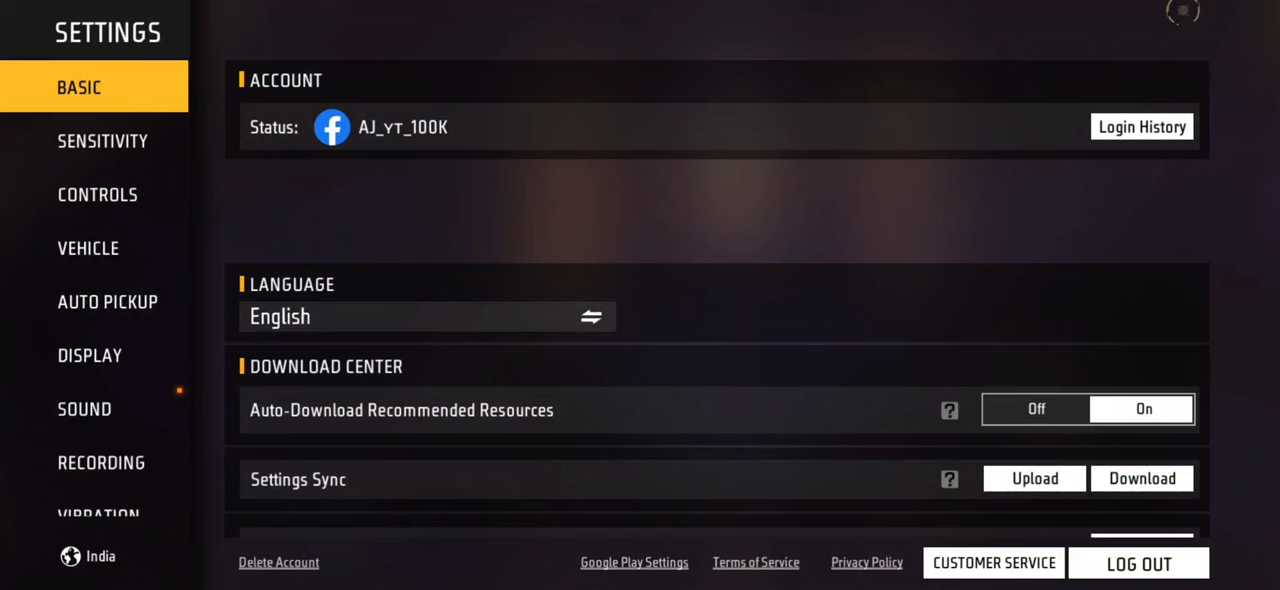 SETTINGS
BASIC
SENSITIVITY
CONTROLS
VEHICLE
AUTO PICKUP
DISPLAY
SOUND
RECORDING
VIBRATION
India
ACCOUNT
Status: AJ_YT_100K Login History
LANGUAGE
English
DOWNLOAD CENTER
Auto-Download Recommended Resources ? Off On
Settings Sync ? Upload Download
Delete Account Google Play Settings Terms of Service Privacy Policy CUSTOMER SERVICE LOG OUT